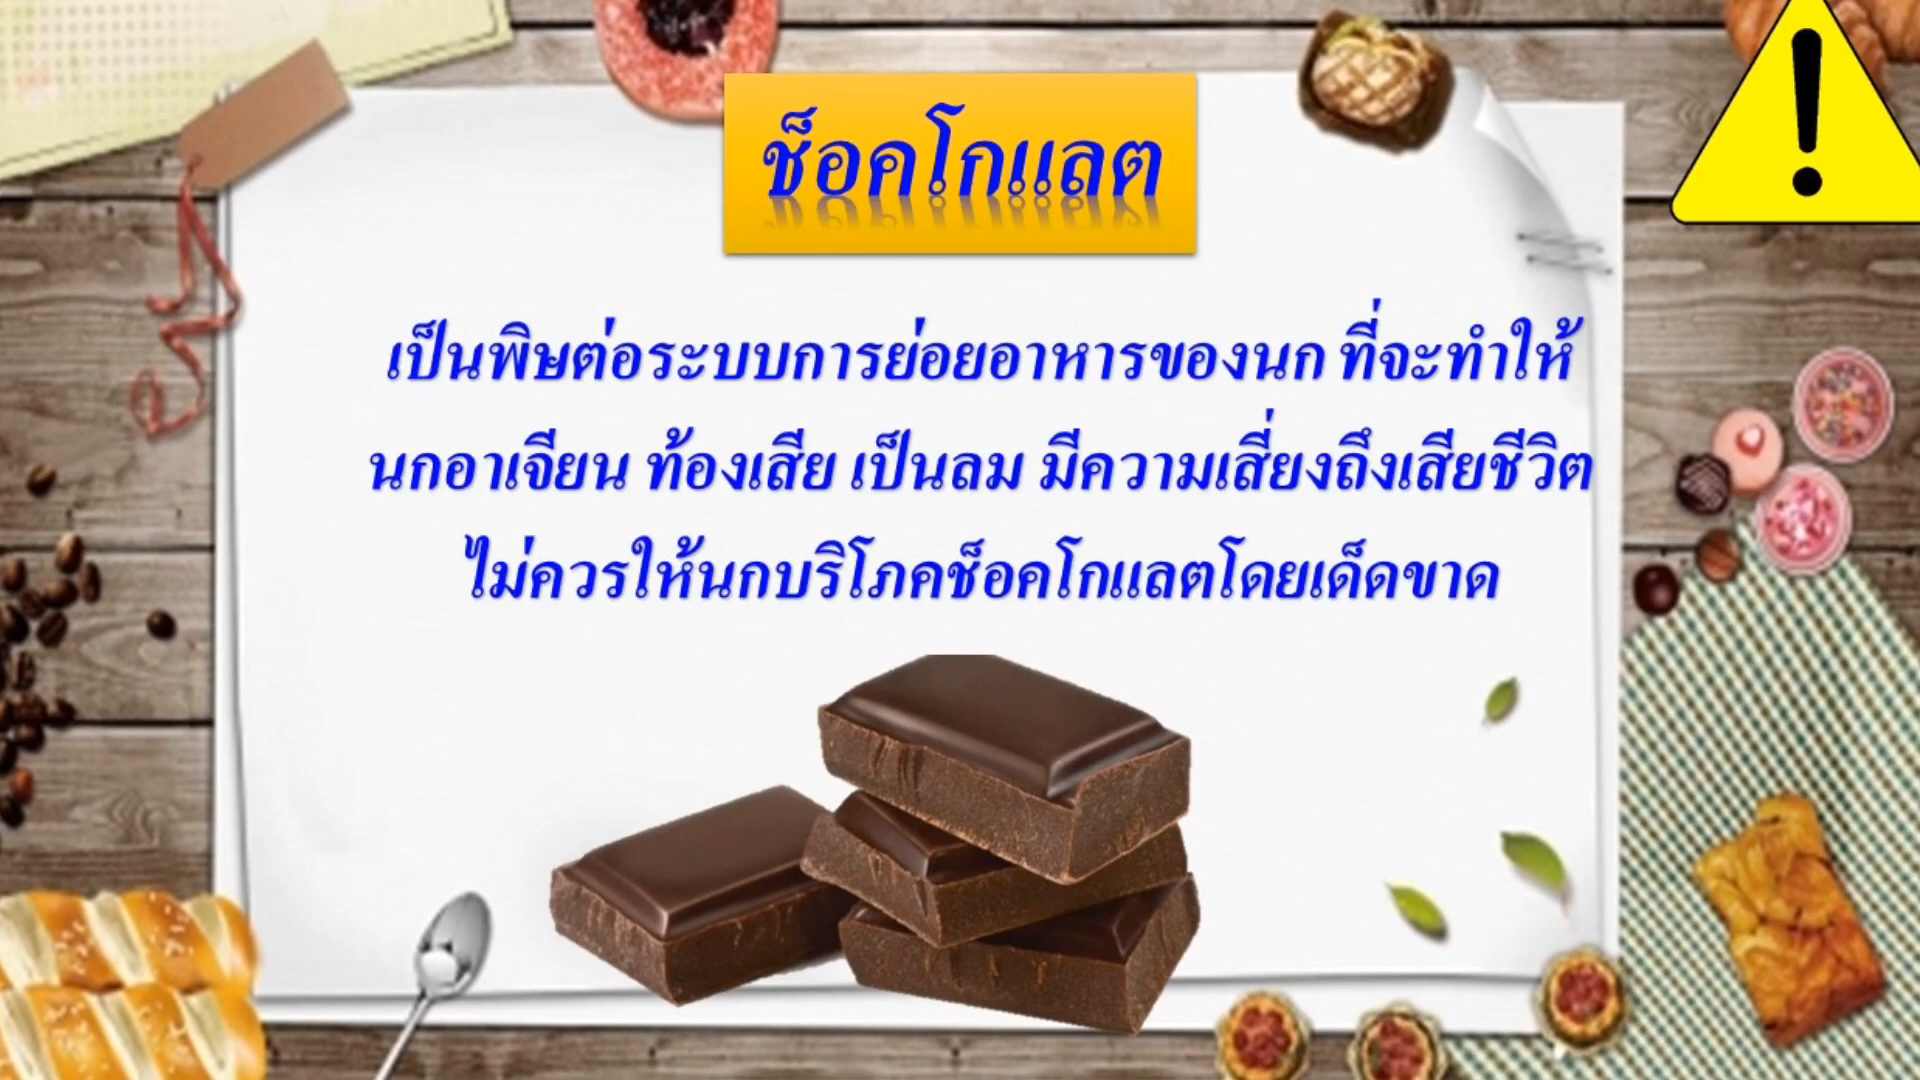 ช็อคโกแลต
เป็นพิษต่อระบบการย่อยอาหารของนก ที่จะทำให้
นกอาเจียน ท้องเสีย เป็นลม มีความเสี่ยงถึงเสียชีวิต
ไม่ควรให้นกบริโภคช็อคโกแลตโดยเด็ดขาด